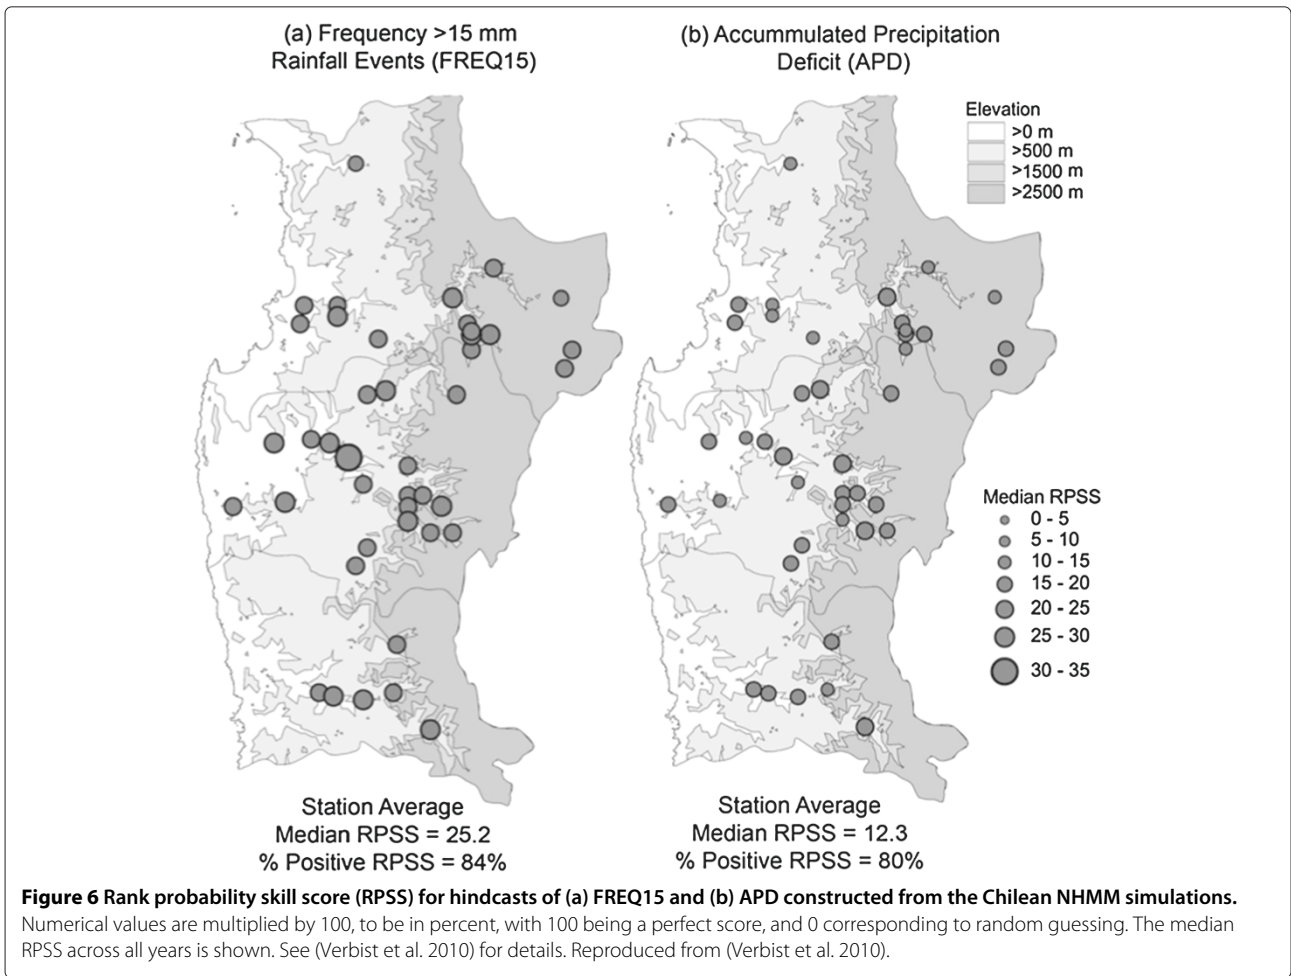 (a) Frequency >15 mm
Rainfall Events (FREQ15)
(b) Accummulated Precipitation
Deficit (APD)
Elevation
>0 m
>500 m
>1500 m
>2500 m
Median RPSS
0 - 5
5 - 10
10 - 15
15 - 20
20 - 25
25 - 30
30 - 35
Station Average
Median RPSS = 25.2
% Positive RPSS = 84%
Station Average
Median RPSS = 12.3
% Positive RPSS = 80%
Figure 6 Rank probability skill score (RPSS) for hindcasts of (a) FREQ15 and (b) APD constructed from the Chilean NHMM simulations.
Numerical values are multiplied by 100, to be in percent, with 100 being a perfect score, and 0 corresponding to random guessing. The median
RPSS across all years is shown. See (Verbist et al. 2010) for details. Reproduced from (Verbist et al. 2010).